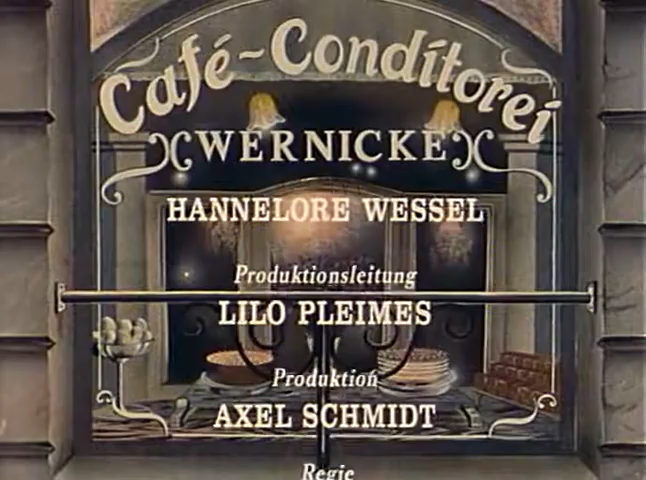 Café-Conditorei
WERNICKE
HANNELORE WESSEL
Produktionsleitung
LILO PLEIMES
Produktion
AXEL SCHMIDT
Regie